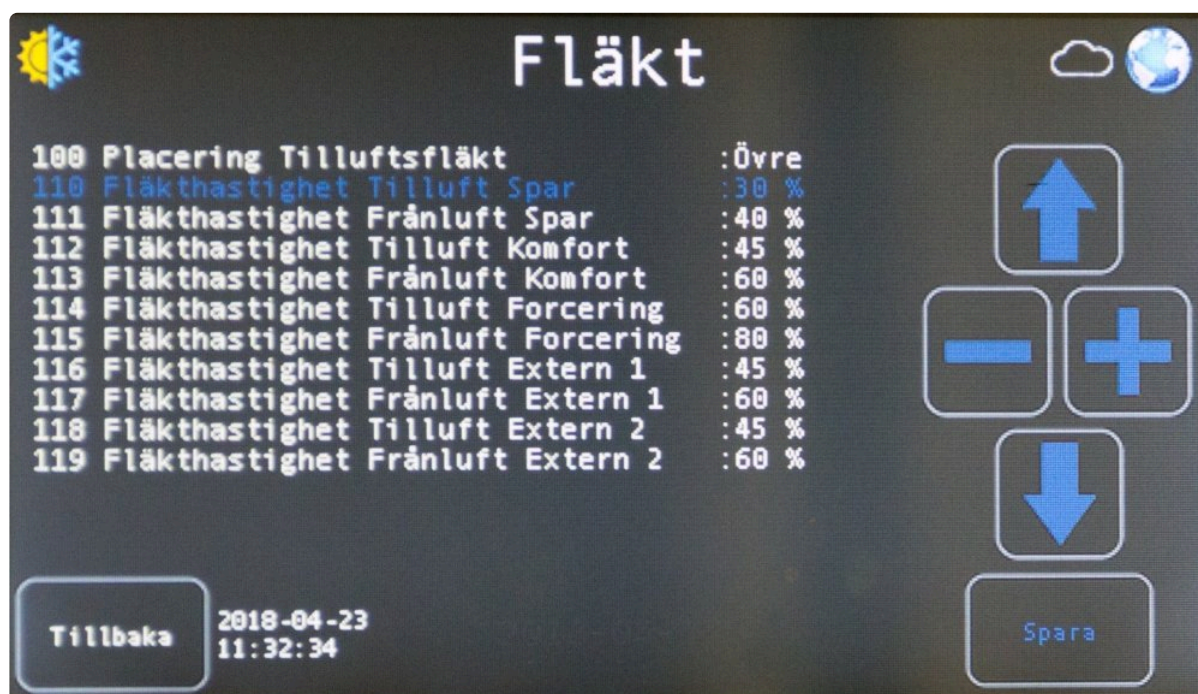 Fläkt
100 Placering Tilluftsfläkt :Övre
110 Fläkthastighet Tilluft Spar :30 %
111 Fläkthastighet Frånluft Spar :40 %
112 Fläkthastighet Tilluft Komfort :45 %
113 Fläkthastighet Frånluft Komfort :60 %
114 Fläkthastighet Tilluft Forcering :60 %
115 Fläkthastighet Frånluft Forcering :80 %
116 Fläkthastighet Tilluft Extern 1 :45 %
117 Fläkthastighet Frånluft Extern 1 :60 %
118 Fläkthastighet Tilluft Extern 2 :45 %
119 Fläkthastighet Frånluft Extern 2 :60 %
Tillbaka
2018-04-23
11:32:34
Spara